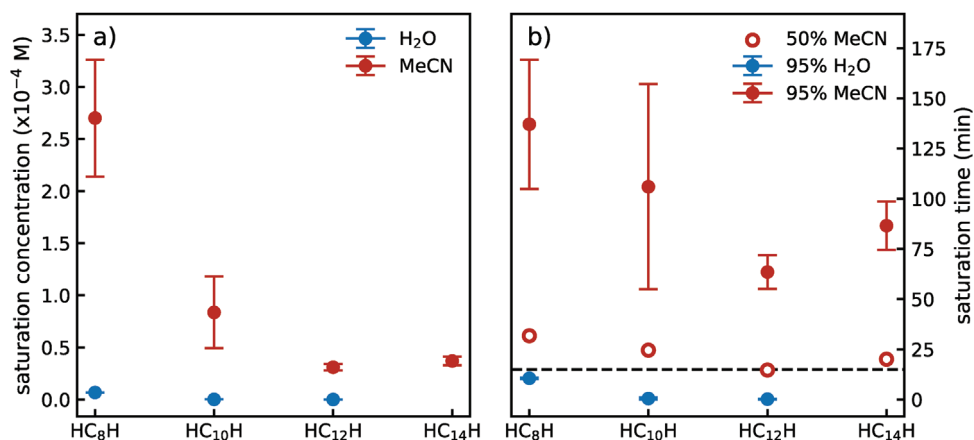 a)
H₂O
MeCN
saturation concentration (x10⁻⁴ M)
3.5
3.0
2.5
2.0
1.5
1.0
0.5
0.0
HC₈H
HC₁₀H
HC₁₂H
HC₁₄H
b)
50% MeCN
95% H₂O
95% MeCN
saturation time (min)
175
150
125
100
75
50
25
0
HC₈H
HC₁₀H
HC₁₂H
HC₁₄H